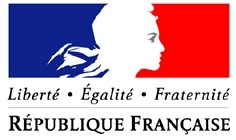 Liberté • Égalité • Fraternité
RÉPUBLIQUE FRANÇAISE